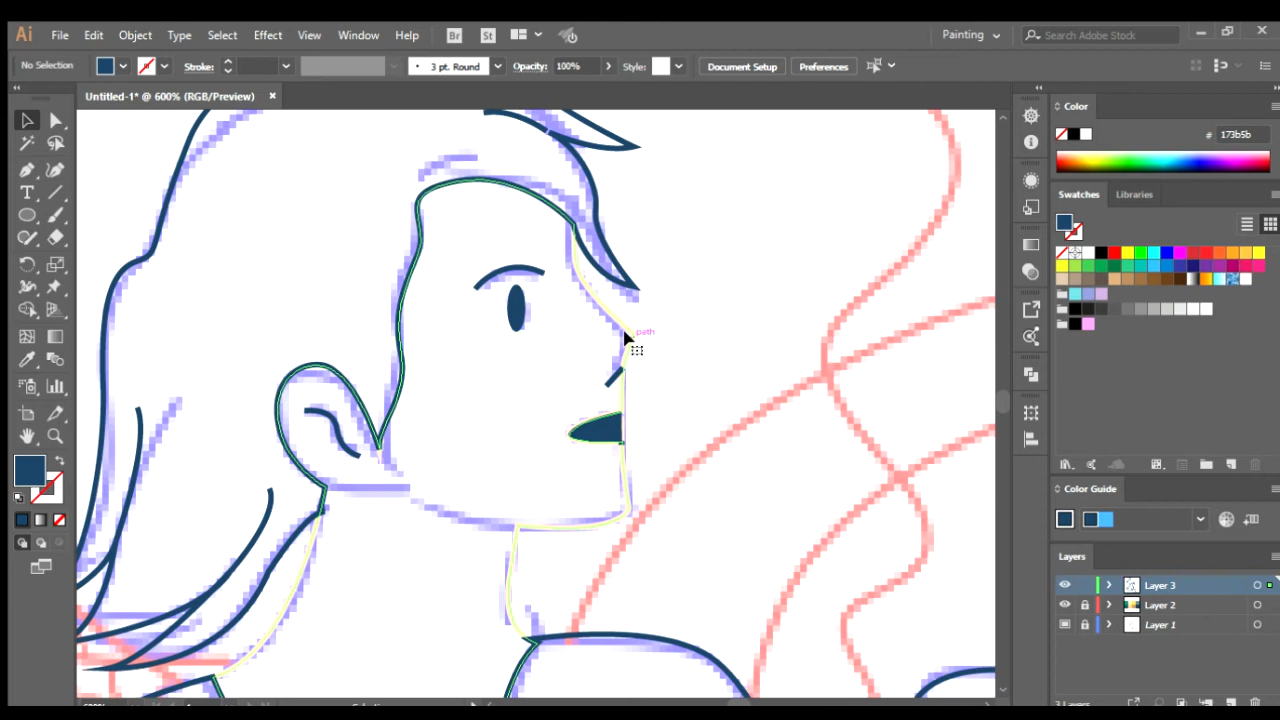 Ai File Edit Object Type Select Effect View Window Help Br St Painting Search Adobe Stock
No Selection Stroke: 3 pt. Round Opacity: 100% Style: Document Setup Preferences
Untitled-1* @ 600% (RGB/Preview)
Color
# 173b5b
Swatches Libraries
path
Color Guide
Layers
Layer 3
Layer 2
Layer 1